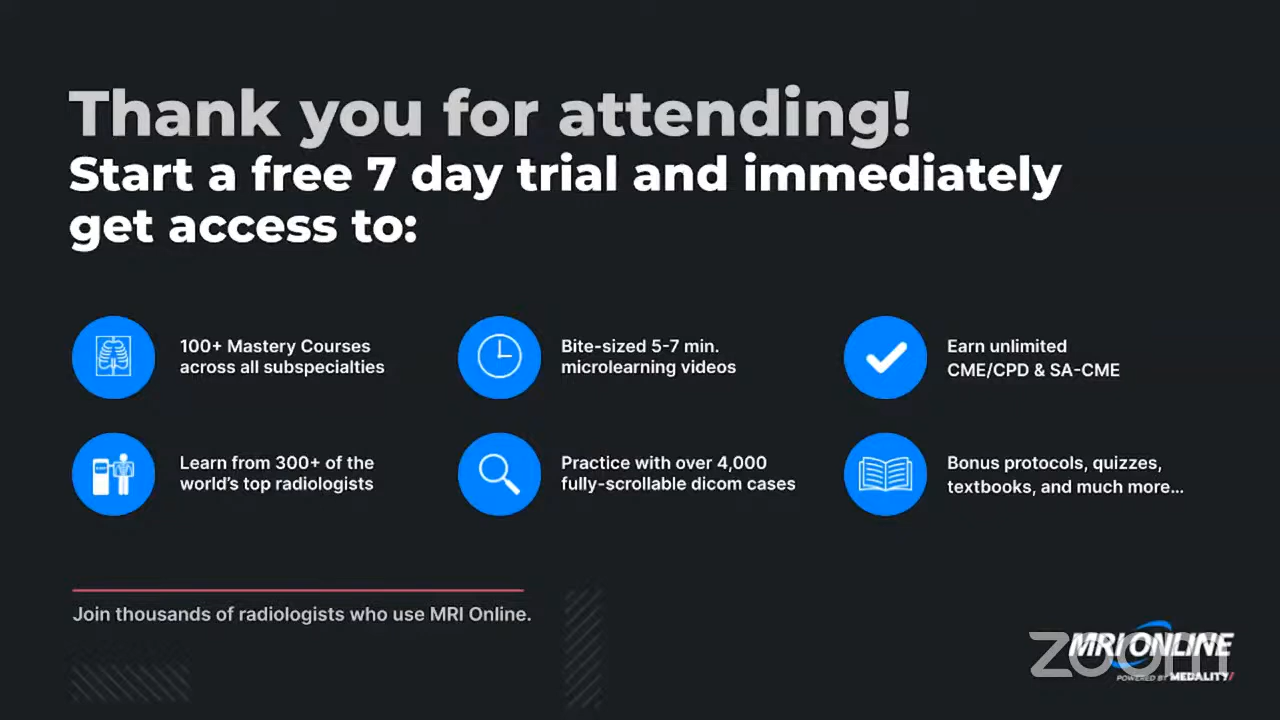 Thank you for attending!
Start a free 7 day trial and immediately
get access to:
100+ Mastery Courses
across all subspecialties
Bite-sized 5-7 min.
microlearning videos
Earn unlimited
CME/CPD & SA-CME
Learn from 300+ of the
world's top radiologists
Practice with over 4,000
fully-scrollable dicom cases
Bonus protocols, quizzes,
textbooks, and much more...
Join thousands of radiologists who use MRI Online.
MRI ONLINE
zoom
POWERED BY MEDALITY